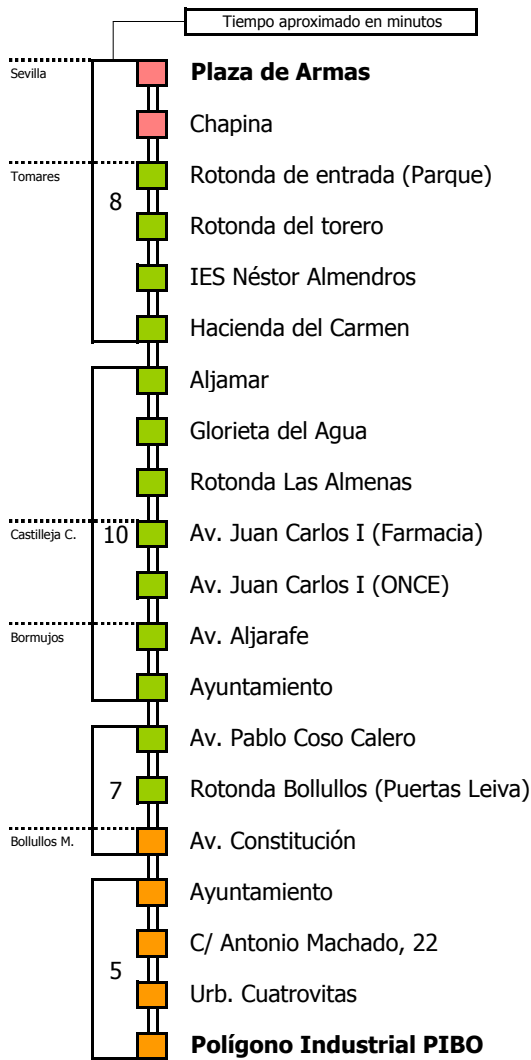 Tiempo aproximado en minutos
Sevilla
Plaza de Armas
Chapina
Tomares
Rotonda de entrada (Parque)
8
Rotonda del torero
IES Néstor Almendros
Hacienda del Carmen
Aljamar
Glorieta del Agua
Rotonda Las Almenas
Castilleja C.
10
Av. Juan Carlos I (Farmacia)
Av. Juan Carlos I (ONCE)
Bormujos
Av. Aljarafe
Ayuntamiento
Av. Pablo Coso Calero
7
Rotonda Bollullos (Puertas Leiva)
Bollullos M.
Av. Constitución
Ayuntamiento
C/ Antonio Machado, 22
5
Urb. Cuatrovitas
Polígono Industrial PIBO